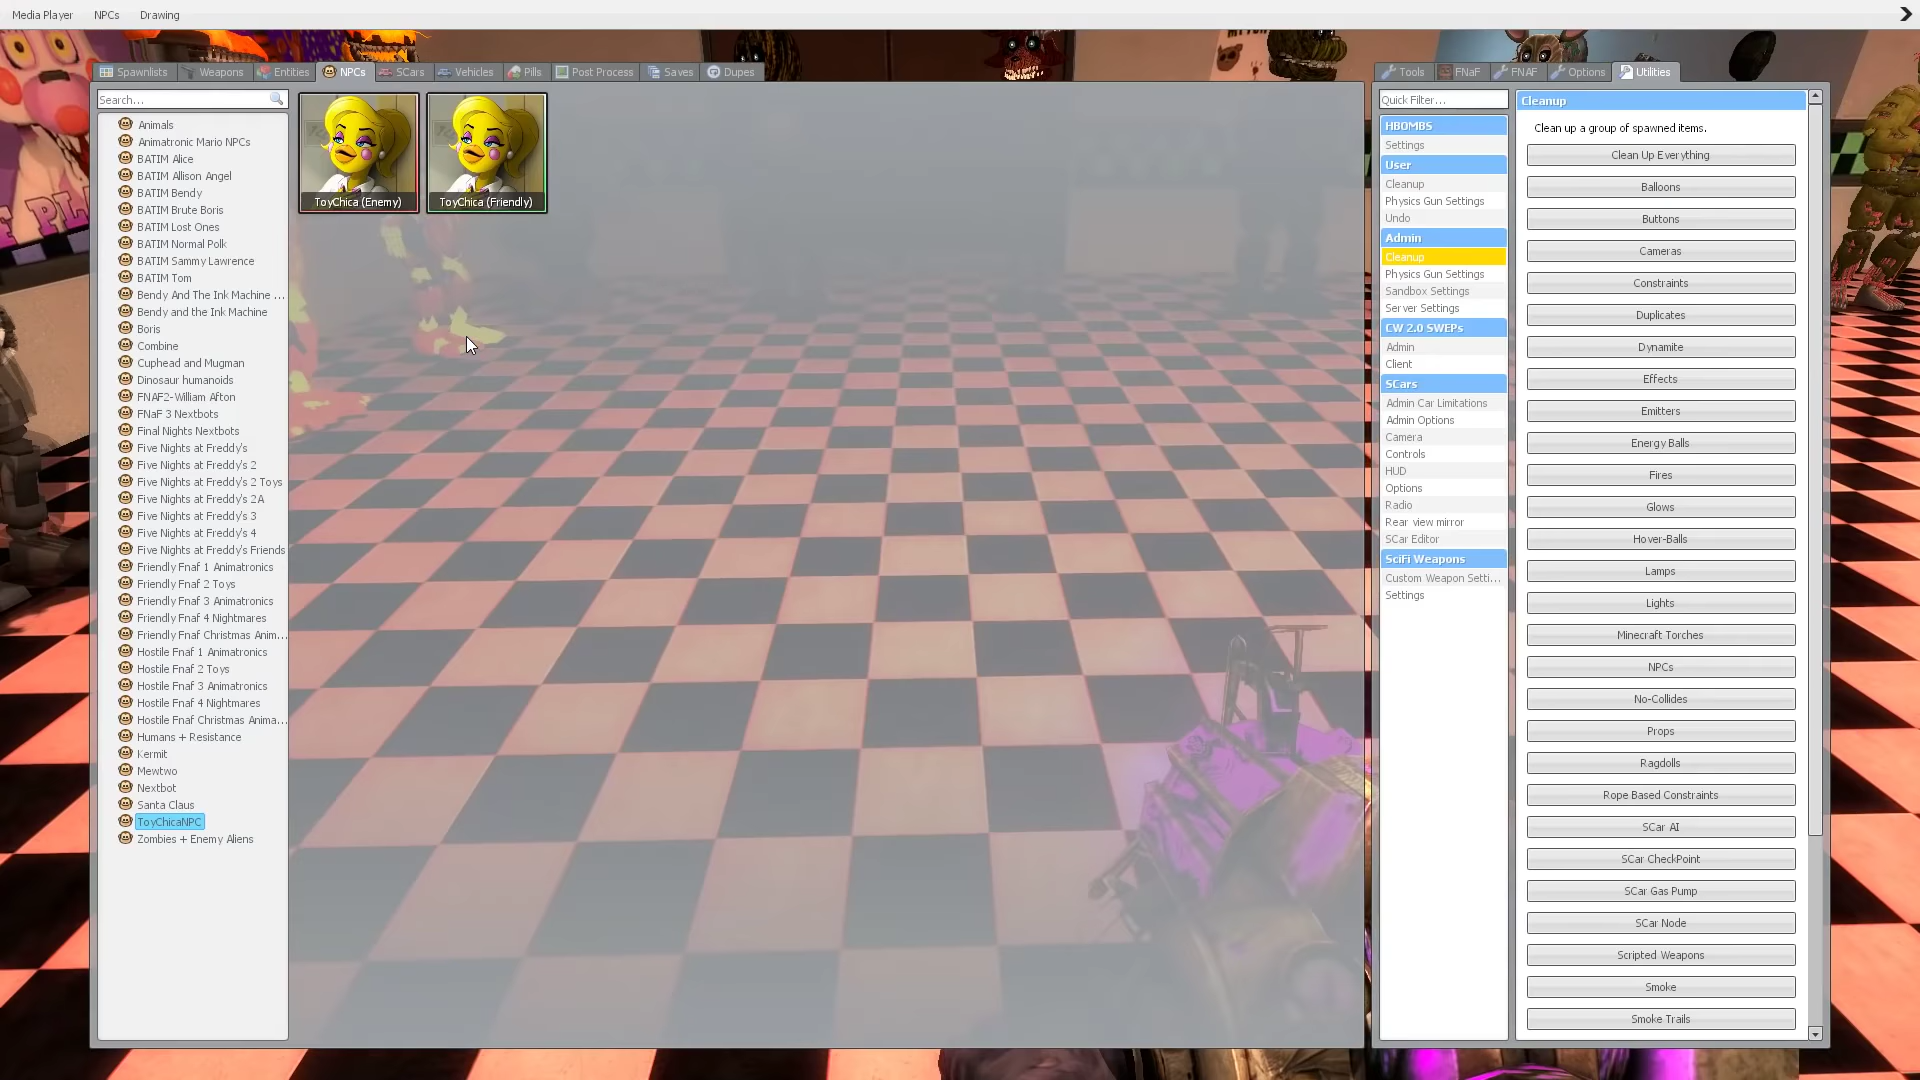 Media Player
NPCs
Drawing
Spawnlists
Weapons
Entities
NPCs
SCars
Vehicles
Pills
Post Process
Saves
Dupes
Tools
FNaF
FNAF
Options
Utilities
Search...
Animals
Animatronic Mario NPCs
BATIM Alice
BATIM Allison Angel
BATIM Bendy
BATIM Brute Boris
BATIM Lost Ones
BATIM Normal Polk
BATIM Sammy Lawrence
BATIM Tom
Bendy And The Ink Machine ...
Bendy and the Ink Machine
Boris
Combine
Cuphead and Mugman
Dinosaur humanoids
FNAF2-William Afton
FNaF 3 Nextbots
Final Nights Nextbots
Five Nights at Freddy's
Five Nights at Freddy's 2
Five Nights at Freddy's 2 Toys
Five Nights at Freddy's 2A
Five Nights at Freddy's 3
Five Nights at Freddy's 4
Five Nights at Freddy's Friends
Friendly Fnaf 1 Animatronics
Friendly Fnaf 2 Toys
Friendly Fnaf 3 Animatronics
Friendly Fnaf 4 Nightmares
Friendly Fnaf Christmas Anim...
Hostile Fnaf 1 Animatronics
Hostile Fnaf 2 Toys
Hostile Fnaf 3 Animatronics
Hostile Fnaf 4 Nightmares
Hostile Fnaf Christmas Anima...
Humans + Resistance
Kermit
Mewtwo
Nextbot
Santa Claus
ToyChicaNPC
Zombies + Enemy Aliens
ToyChica (Enemy)
ToyChica (Friendly)
Quick Filter...
HBOMBS
Settings
User
Cleanup
Physics Gun Settings
Undo
Admin
Cleanup
Physics Gun Settings
Sandbox Settings
Server Settings
CW 2.0 SWEPs
Admin
Client
SCars
Admin Car Limitations
Admin Options
Camera
Controls
HUD
Options
Radio
Rear view mirror
SCar Editor
SciFi Weapons
Custom Weapon Setti...
Settings
Cleanup
Clean up a group of spawned items.
Clean Up Everything
Balloons
Buttons
Cameras
Constraints
Duplicates
Dynamite
Effects
Emitters
Energy Balls
Fires
Glows
Hover-Balls
Lamps
Lights
Minecraft Torches
NPCs
No-Collides
Props
Ragdolls
Rope Based Constraints
SCar AI
SCar CheckPoint
SCar Gas Pump
SCar Node
Scripted Weapons
Smoke
Smoke Trails